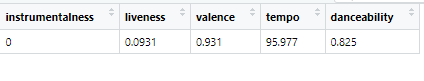 instrumentalness liveness valence tempo danceability
0 0.0931 0.931 95.977 0.825